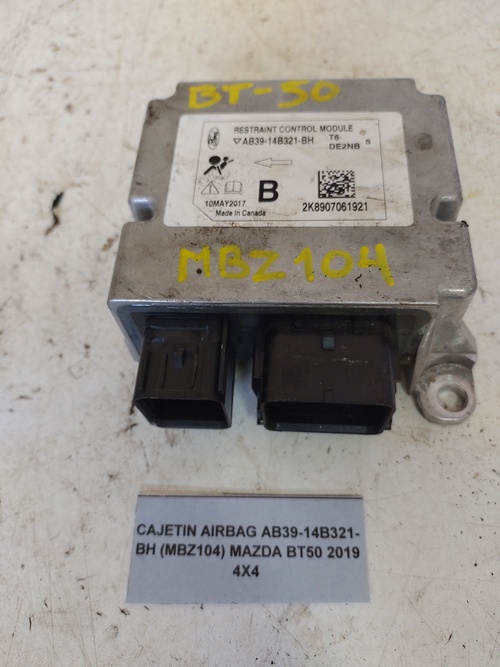 BT-50
RESTRAINT CONTROL MODULE
▽AB39-14B321-BH T6
DE2NB 5
B
10MAY2017
Made In Canada
2K8907061921
MBZ104
CAJETIN AIRBAG AB39-14B321-
BH (MBZ104) MAZDA BT50 2019
4X4